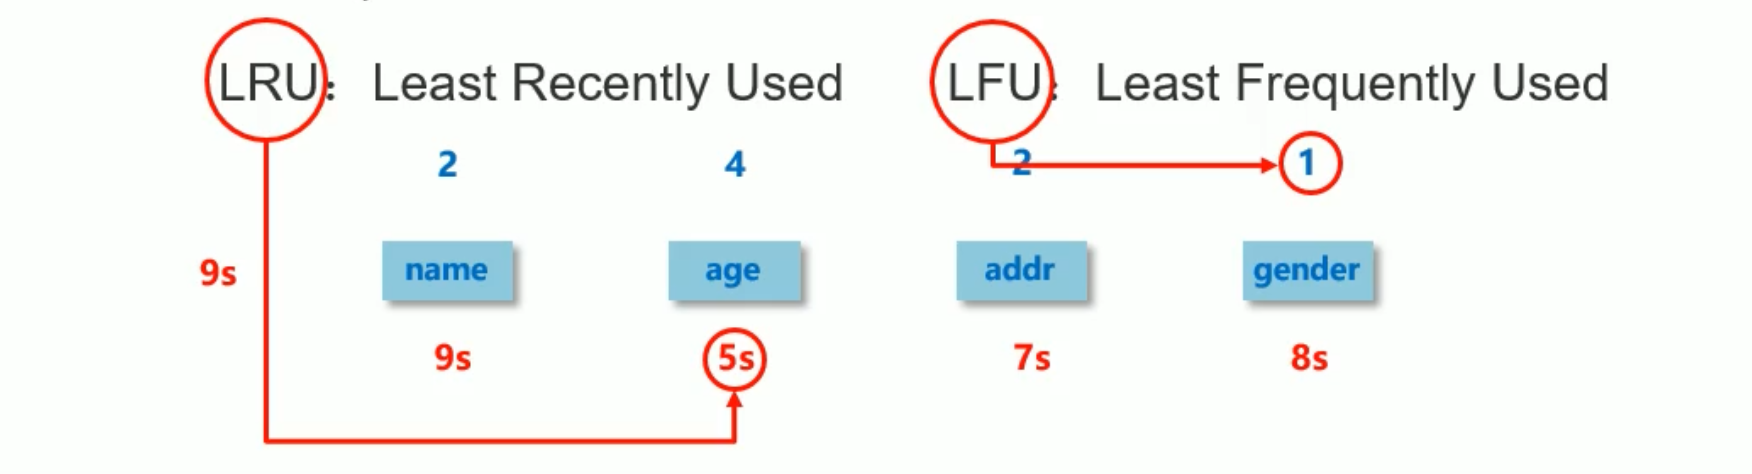 LRU： Least Recently Used LFU： Least Frequently Used
2 4 2 1
9s name age addr gender
9s 5s 7s 8s